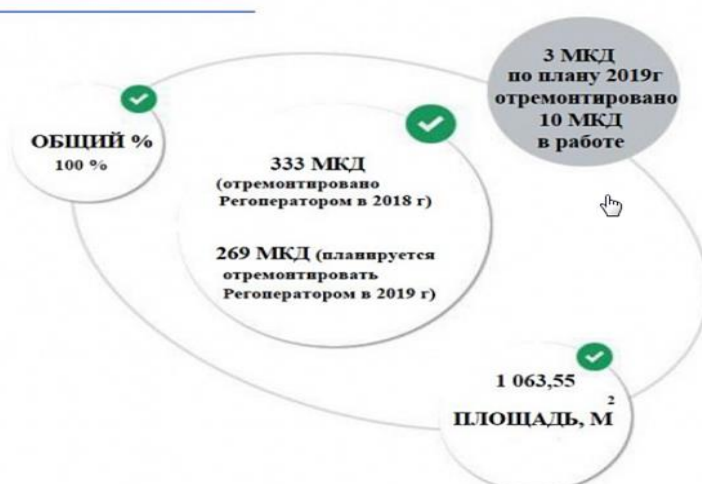 3 МКД
по плану 2019г
отремонтировано
10 МКД
в работе
ОБЩИЙ %
100 %
333 МКД
(отремонтировано
Регоператором в 2018 г)
269 МКД (планируется
отремонтировать
Регоператором в 2019 г)
1 063,55
ПЛОЩАДЬ, М²